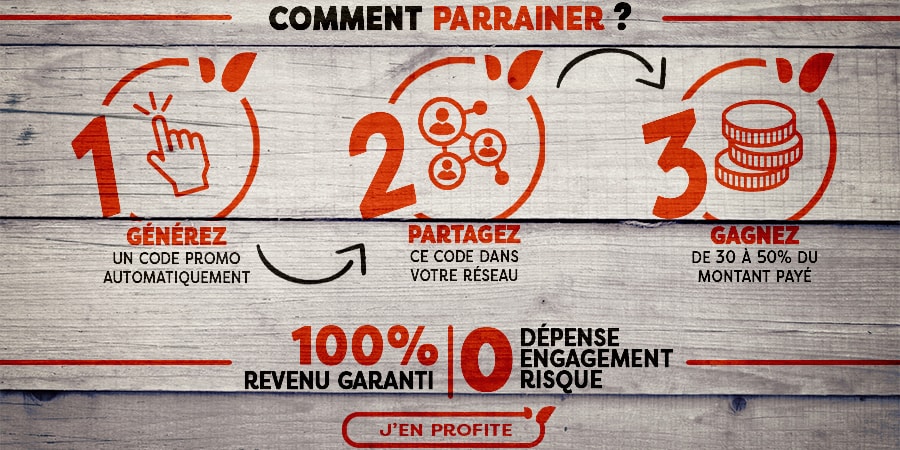 COMMENT PARRAINER ?
1
GÉNÉREZ
UN CODE PROMO
AUTOMATIQUEMENT
2
PARTAGEZ
CE CODE DANS
VOTRE RÉSEAU
3
GAGNEZ
DE 30 À 50% DU
MONTANT PAYÉ
100%
REVENU GARANTI
0
DÉPENSE
ENGAGEMENT
RISQUE
J'EN PROFITE